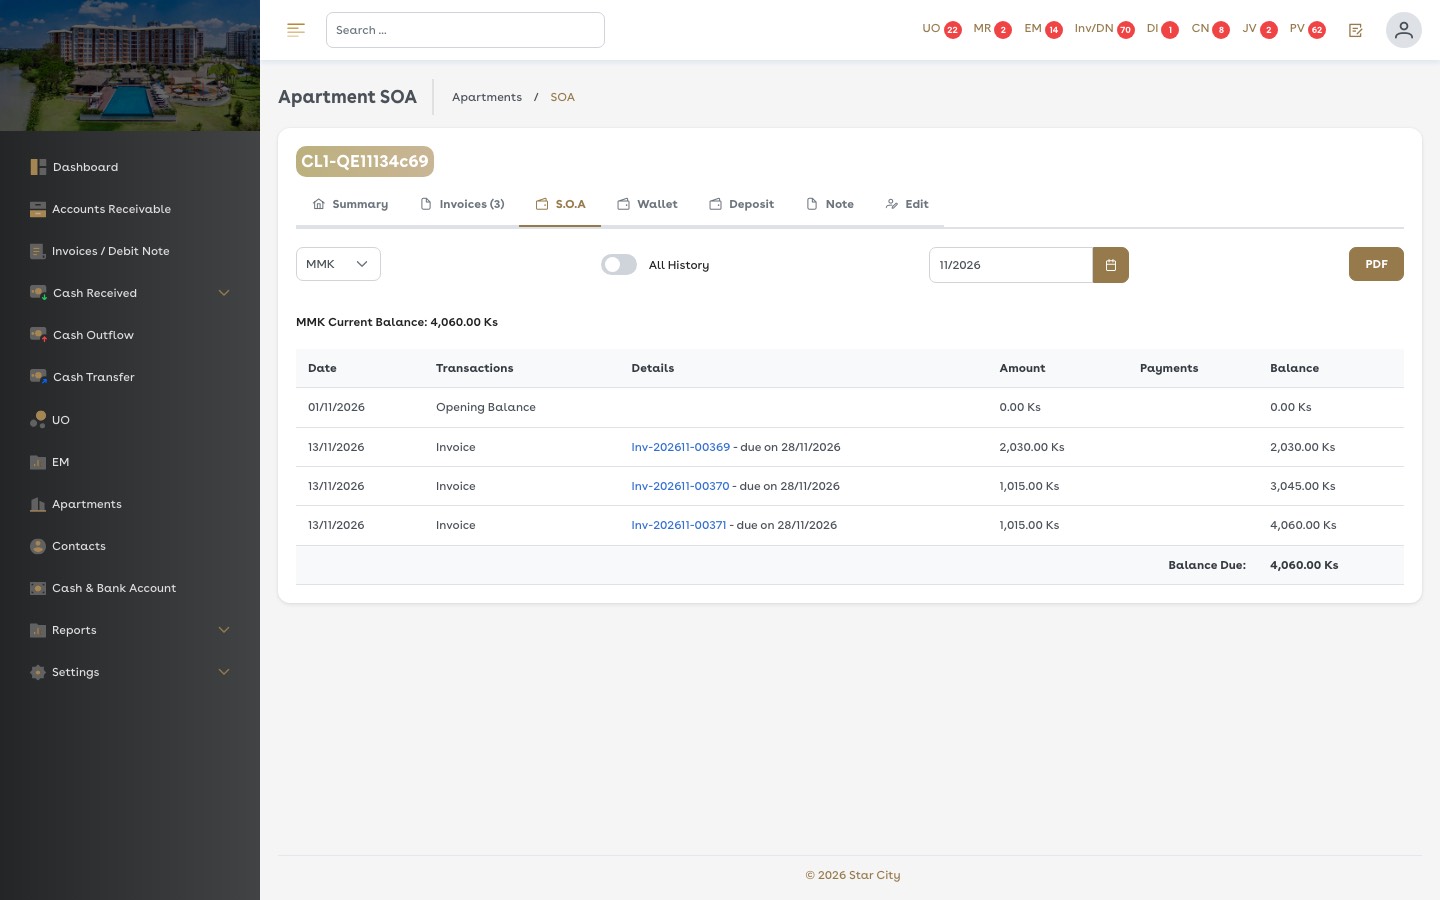 Search ...
UO 22 MR 2 EM 14 Inv/DN 70 DI 1 CN 8 JV 2 PV 62
Apartment SOA
Apartments / SOA
Dashboard
Accounts Receivable
Invoices / Debit Note
Cash Received
Cash Outflow
Cash Transfer
UO
EM
Apartments
Contacts
Cash & Bank Account
Reports
Settings
CL1-QE11134c69
Summary Invoices (3) S.O.A Wallet Deposit Note Edit
MMK All History 11/2026 PDF
MMK Current Balance: 4,060.00 Ks
Date Transactions Details Amount Payments Balance
01/11/2026 Opening Balance 0.00 Ks 0.00 Ks
13/11/2026 Invoice Inv-202611-00369 - due on 28/11/2026 2,030.00 Ks 2,030.00 Ks
13/11/2026 Invoice Inv-202611-00370 - due on 28/11/2026 1,015.00 Ks 3,045.00 Ks
13/11/2026 Invoice Inv-202611-00371 - due on 28/11/2026 1,015.00 Ks 4,060.00 Ks
Balance Due: 4,060.00 Ks
© 2026 Star City